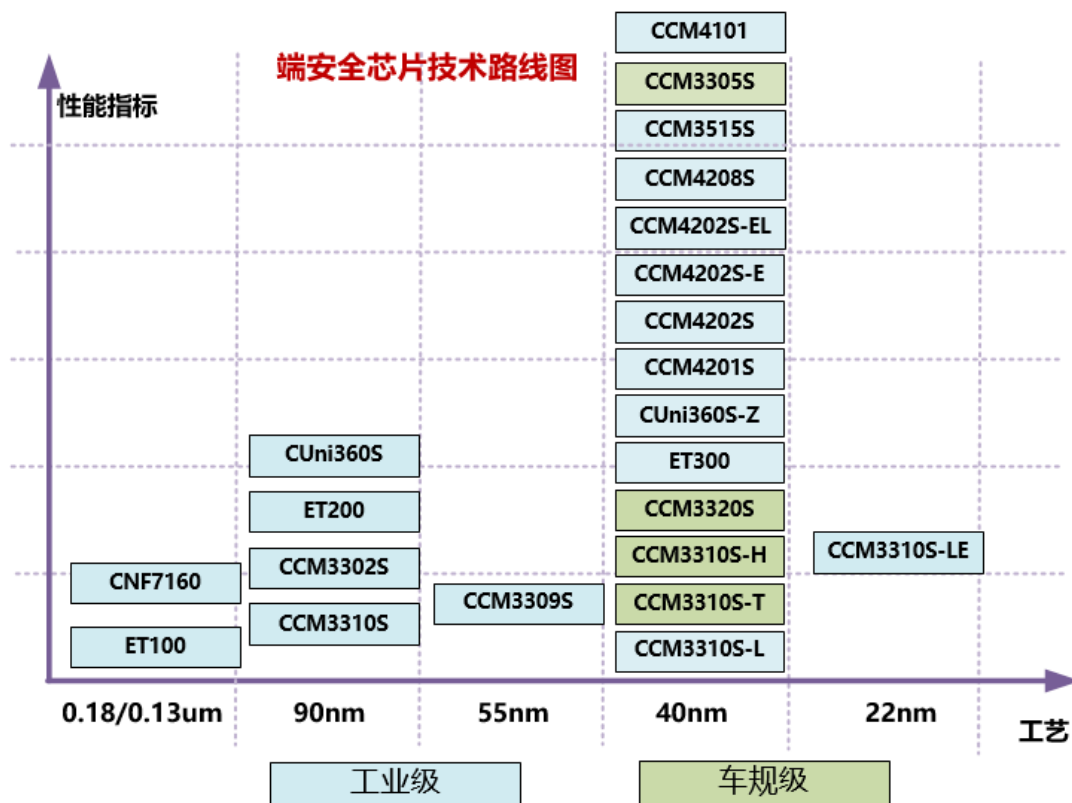 端安全芯片技术路线图
性能指标
CCM4101
CCM3305S
CCM3515S
CCM4208S
CCM4202S-EL
CCM4202S-E
CCM4202S
CCM4201S
CUni360S-Z
ET300
CCM3320S
CCM3310S-H
CCM3310S-T
CCM3310S-L
CUni360S
ET200
CCM3302S
CCM3310S
CNF7160
ET100
CCM3309S
CCM3310S-LE
0.18/0.13um
90nm
55nm
40nm
22nm
工艺
工业级
车规级